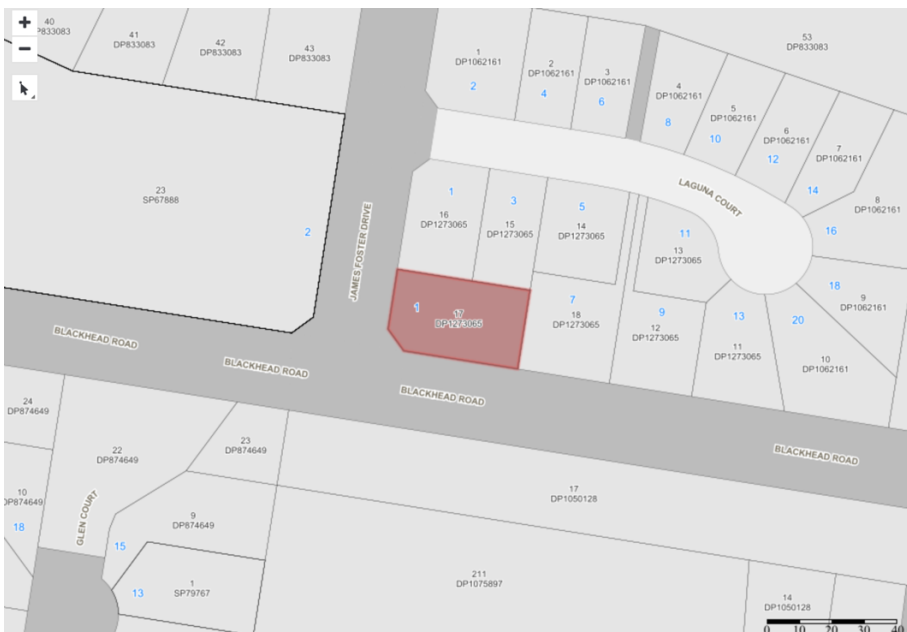 +
−
40
DP833083
41
DP833083
42
DP833083
43
DP833083
1
DP1062161
2
2
DP1062161
4
3
DP1062161
6
53
DP833083
4
DP1062161
8
5
DP1062161
10
6
DP1062161
12
7
DP1062161
14
8
DP1062161
16
LAGUNA COURT
23
SP67888
2
JAMES FOSTER DRIVE
1
16
DP1273065
3
15
DP1273065
5
14
DP1273065
11
13
DP1273065
18
9
DP1062161
1
17
DP1273065
7
18
DP1273065
9
12
DP1273065
13
11
DP1273065
20
10
DP1062161
BLACKHEAD ROAD
BLACKHEAD ROAD
BLACKHEAD ROAD
BLACKHEAD ROAD
24
DP874649
22
DP874649
23
DP874649
10
DP874649
18
GLEN COURT
9
DP874649
15
13
1
SP79767
17
DP1050128
211
DP1075897
14
DP1050128
0 10 20 30 40